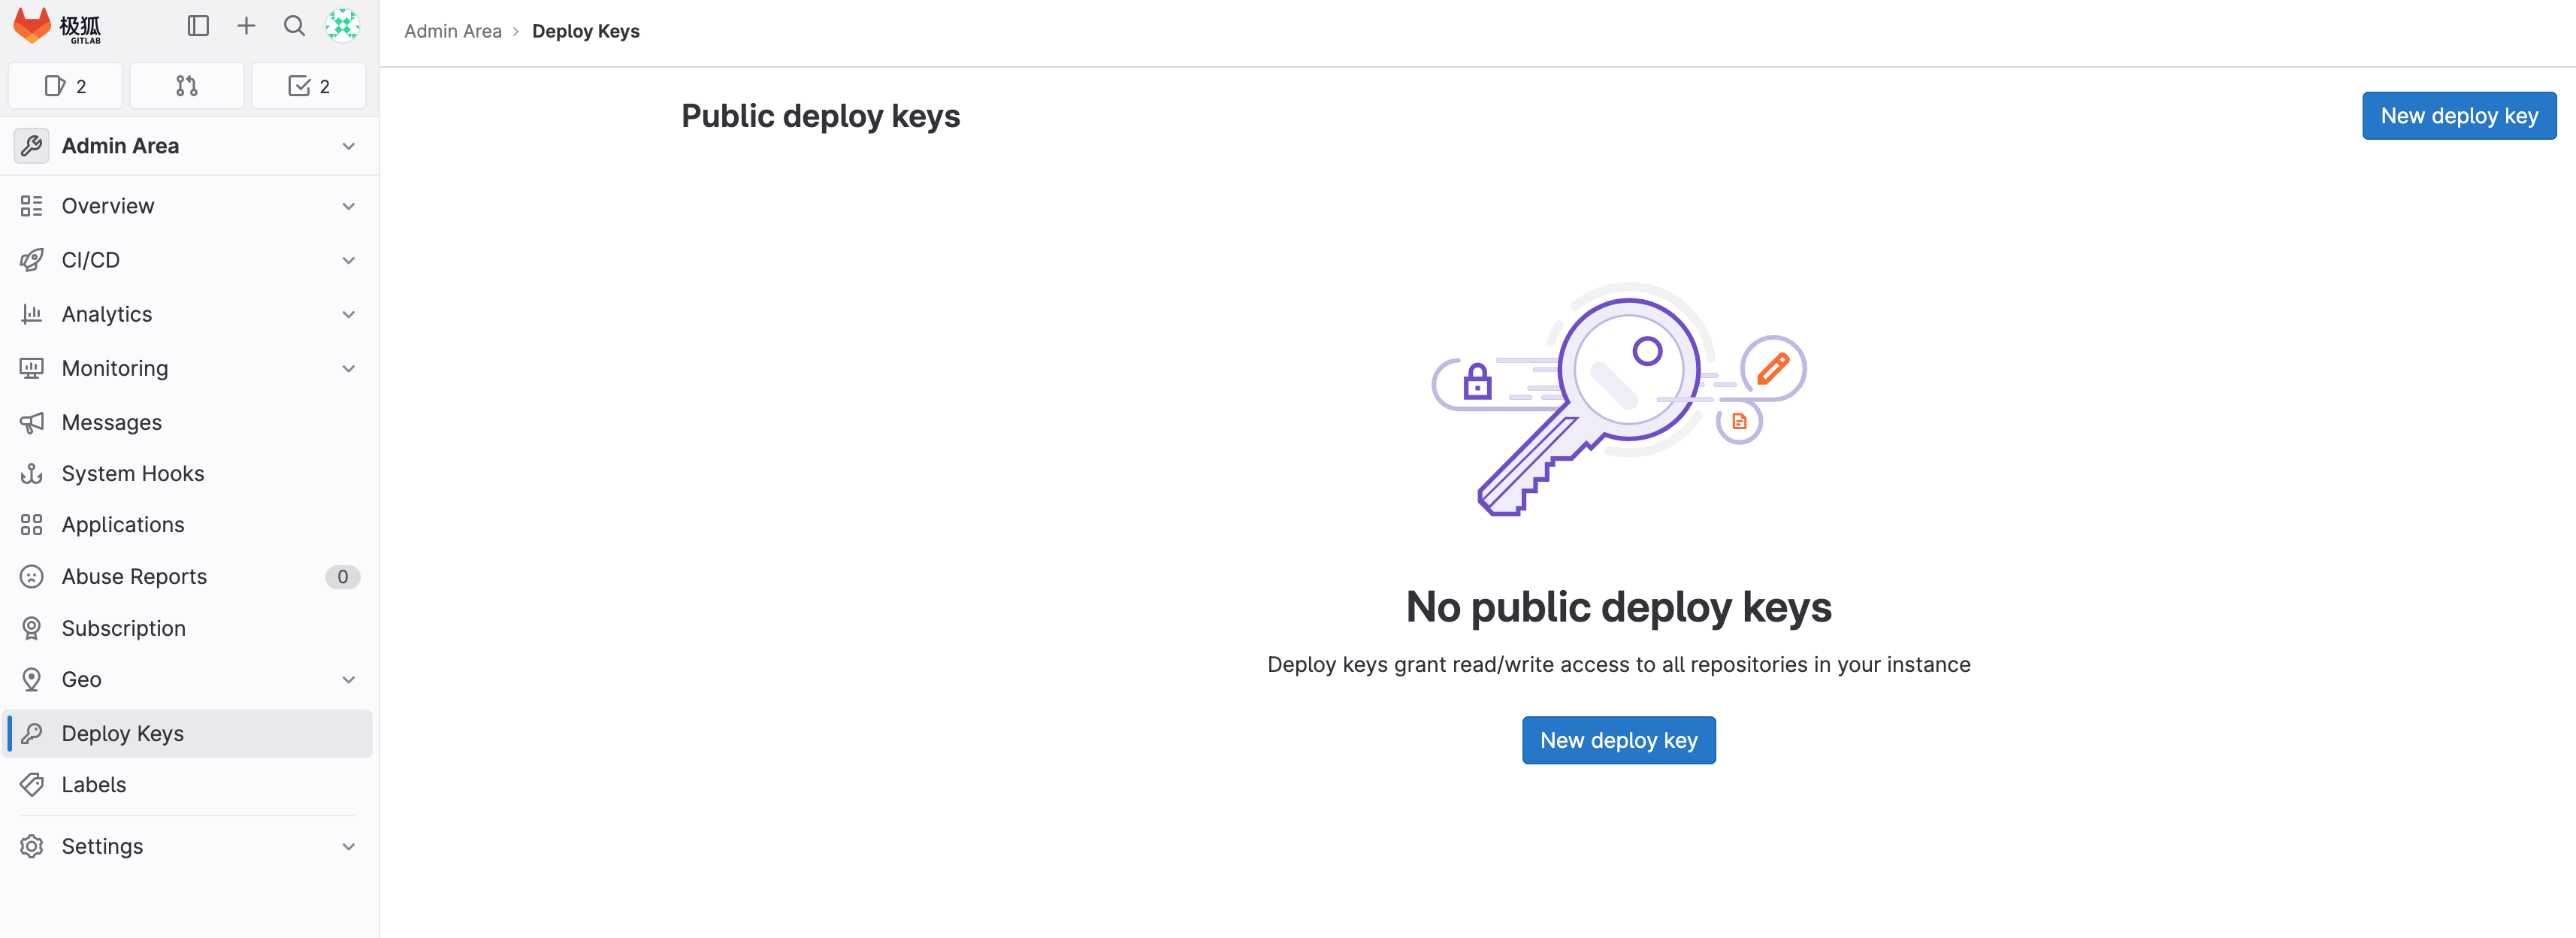 极狐
GITLAB
2
2
Admin Area
Overview
CI/CD
Analytics
Monitoring
Messages
System Hooks
Applications
Abuse Reports 0
Subscription
Geo
Deploy Keys
Labels
Settings
Admin Area › Deploy Keys
Public deploy keys
New deploy key
No public deploy keys
Deploy keys grant read/write access to all repositories in your instance
New deploy key